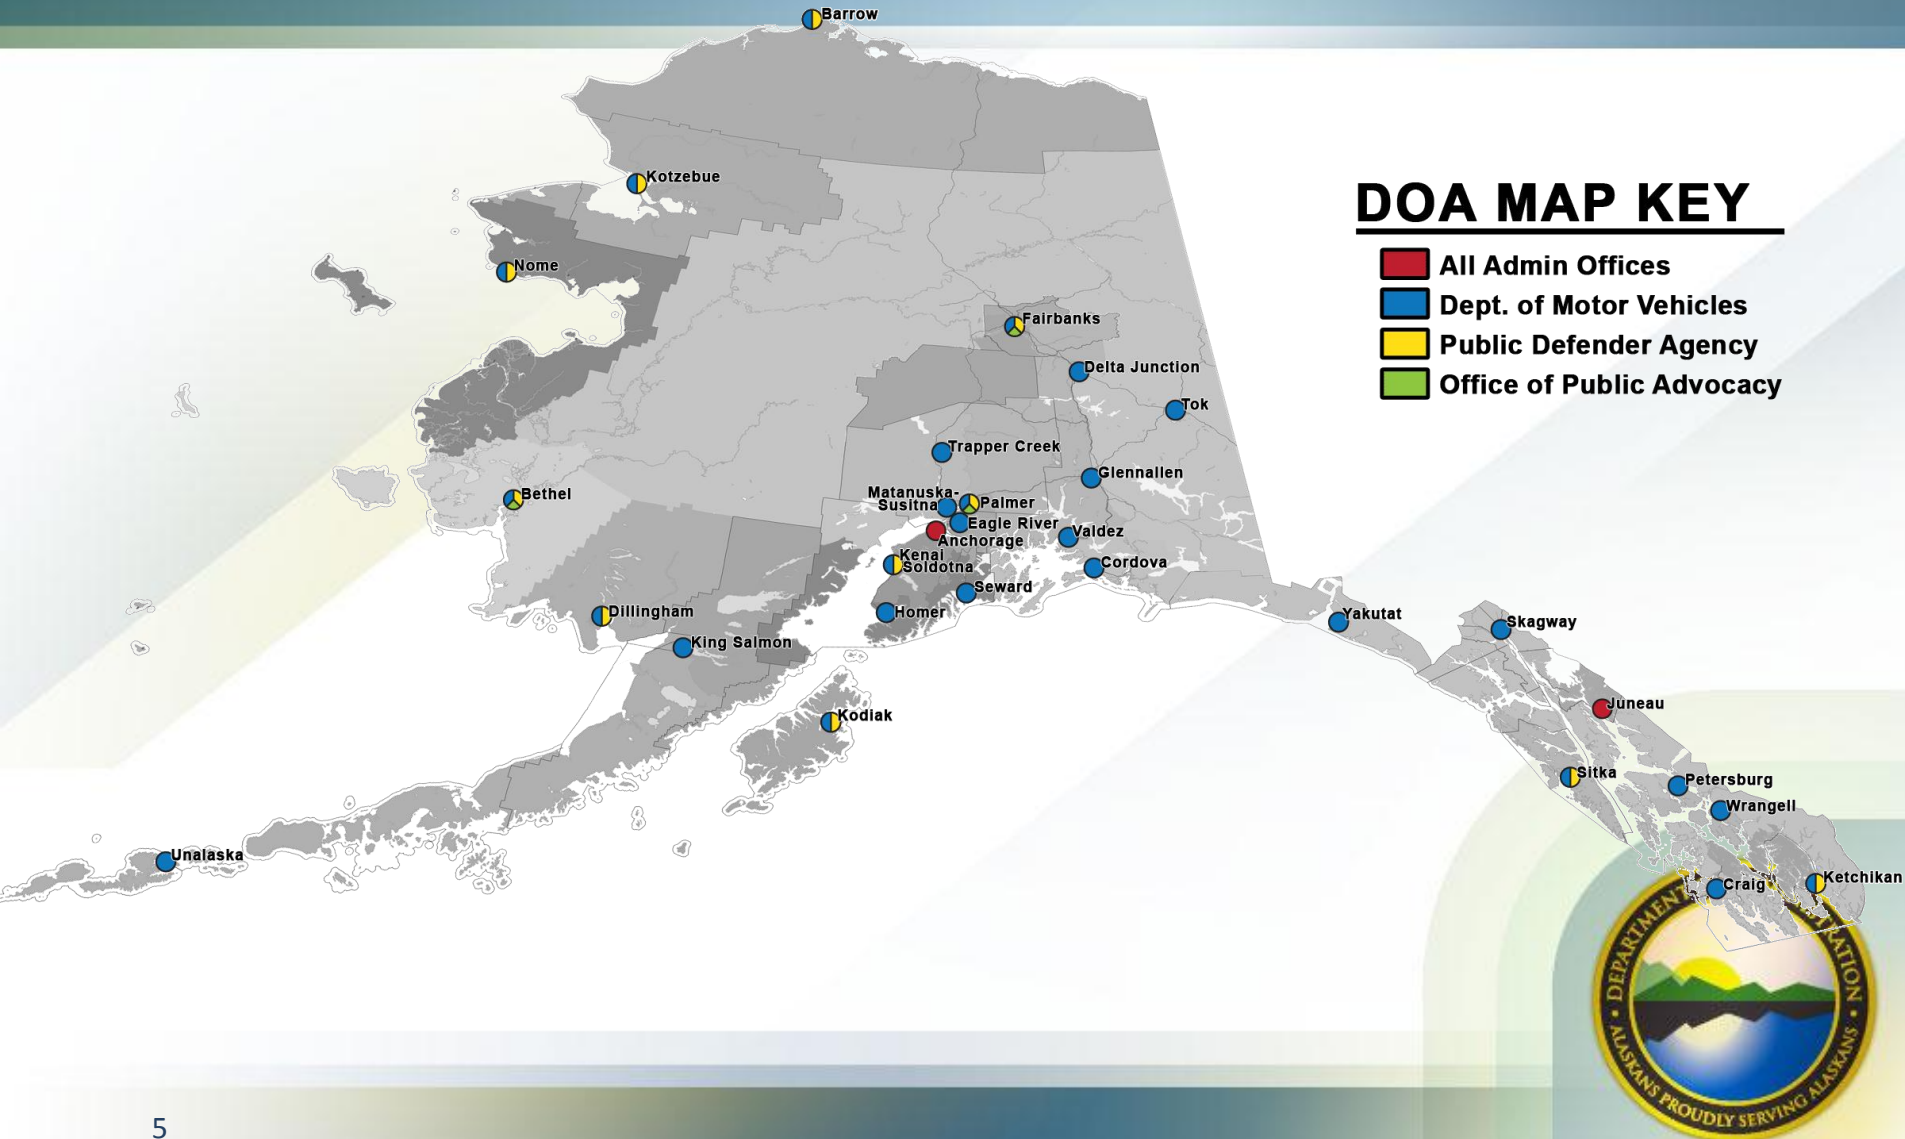 Barrow
Kotzebue
Nome
Fairbanks
Delta Junction
Tok
Trapper Creek
Glennallen
Bethel
Matanuska-
Susitna
Palmer
Eagle River
Anchorage
Valdez
Kenai
Soldotna
Cordova
Seward
Homer
Dillingham
King Salmon
Kodiak
Unalaska
Yakutat
Skagway
Juneau
Sitka
Petersburg
Wrangell
Craig
Ketchikan
DOA MAP KEY
All Admin Offices
Dept. of Motor Vehicles
Public Defender Agency
Office of Public Advocacy
DEPARTMENT
STRATION
ALASKANS PROUDLY SERVING ALASKANS
5